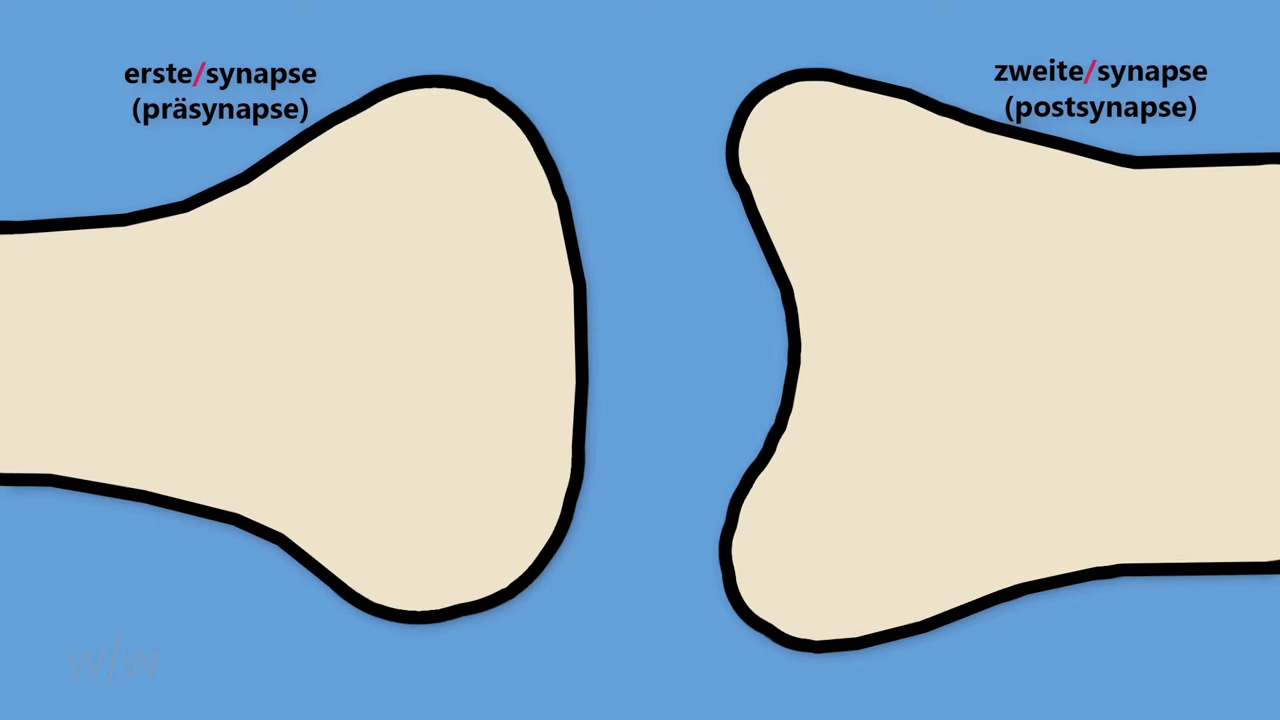 erste/synapse
(präsynapse)
zweite/synapse
(postsynapse)
w/w